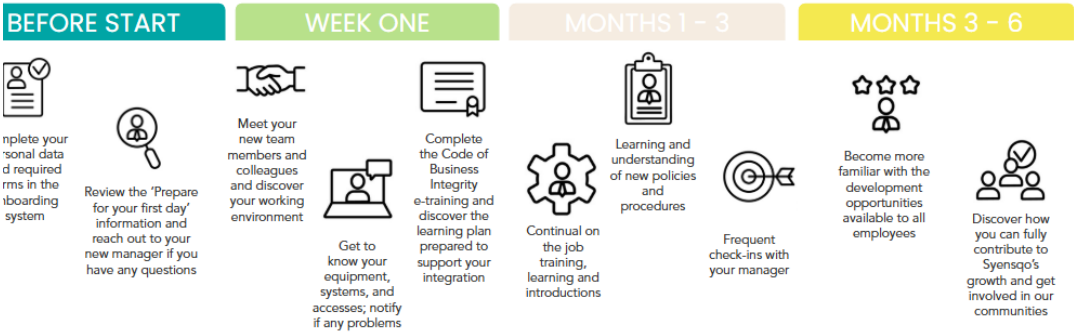 BEFORE START
WEEK ONE
MONTHS 1 – 3
MONTHS 3 - 6
mplete your
rsonal data
d required
rms in the
nboarding
system
Review the 'Prepare
for your first day'
information and
reach out to your
new manager if you
have any questions
Meet your
new team
members and
colleagues
and discover
your working
environment
Get to
know your
equipment,
systems, and
accesses; notify
if any problems
Complete
the Code of
Business
Integrity
e-training and
discover the
learning plan
prepared to
support your
integration
Continual on
the job
training,
learning and
introductions
Learning and
understanding
of new policies
and
procedures
Frequent
check-ins with
your manager
Become more
familiar with the
development
opportunities
available to all
employees
Discover how
you can fully
contribute to
Syensqo's
growth and get
involved in our
communities